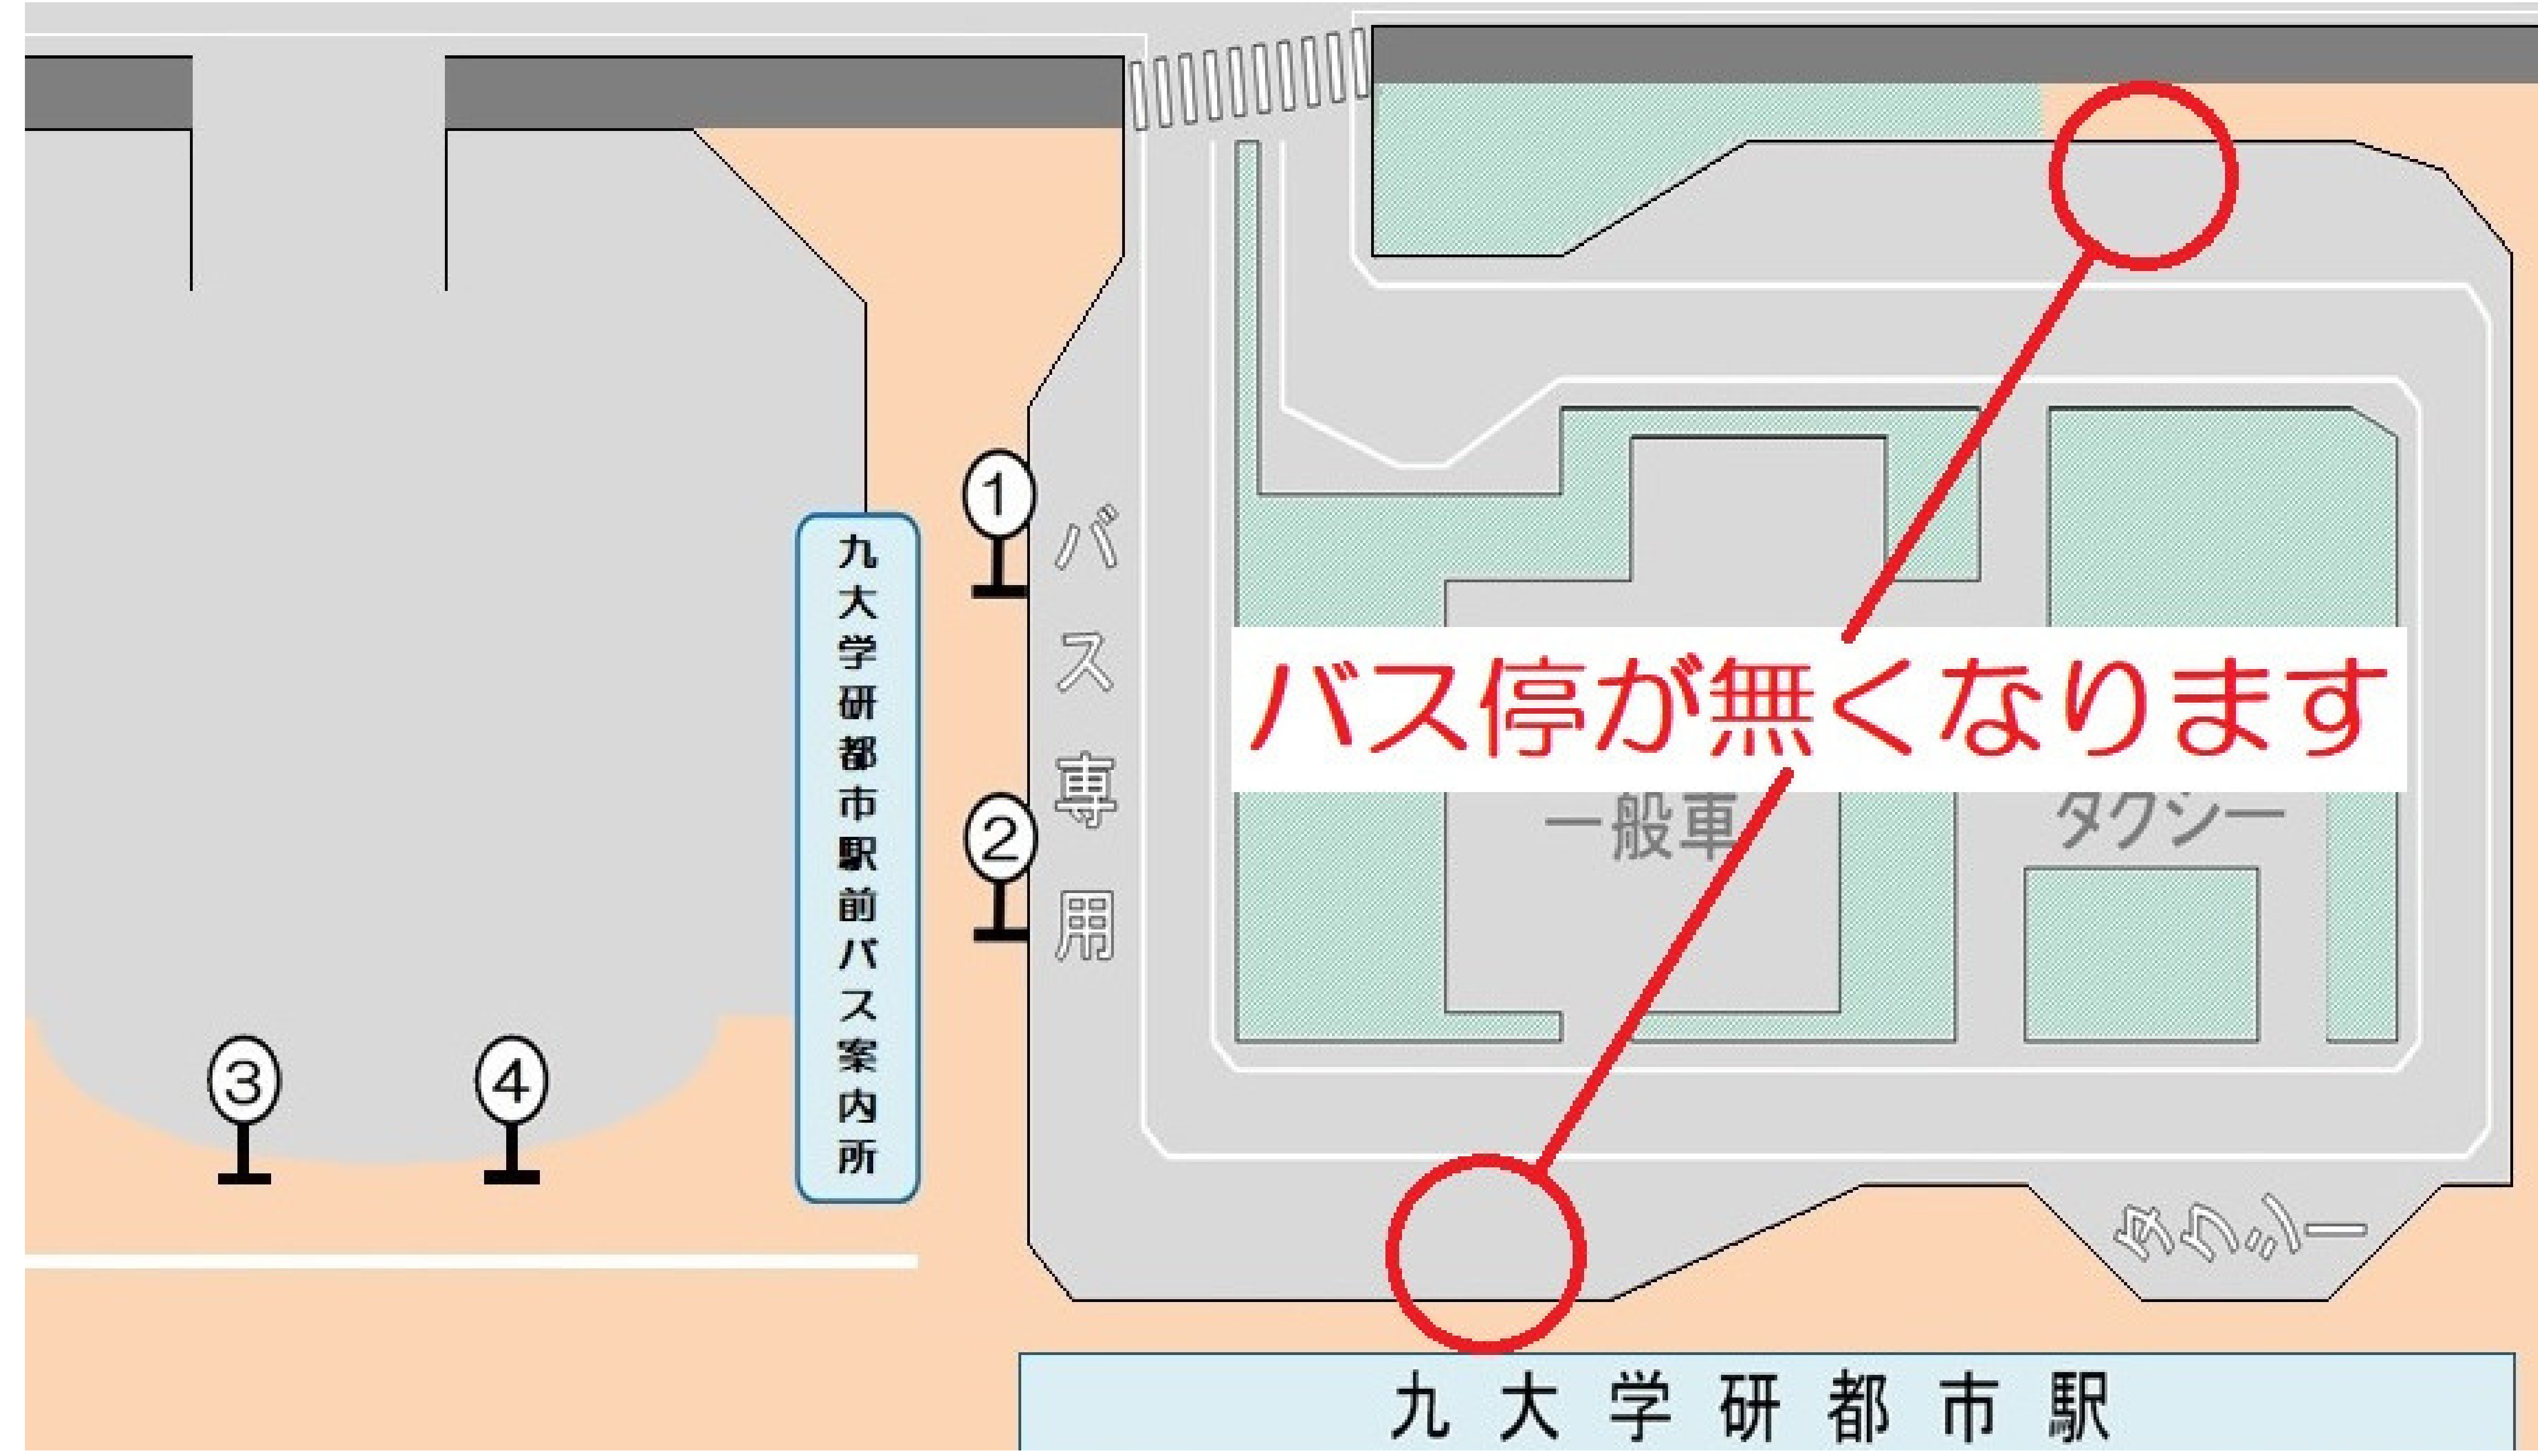 ①
バス専用
九大学研都市駅前バス案内所
②
バス停が無くなります
一般車
タクシー
③
④
タクシー
九大学研都市駅